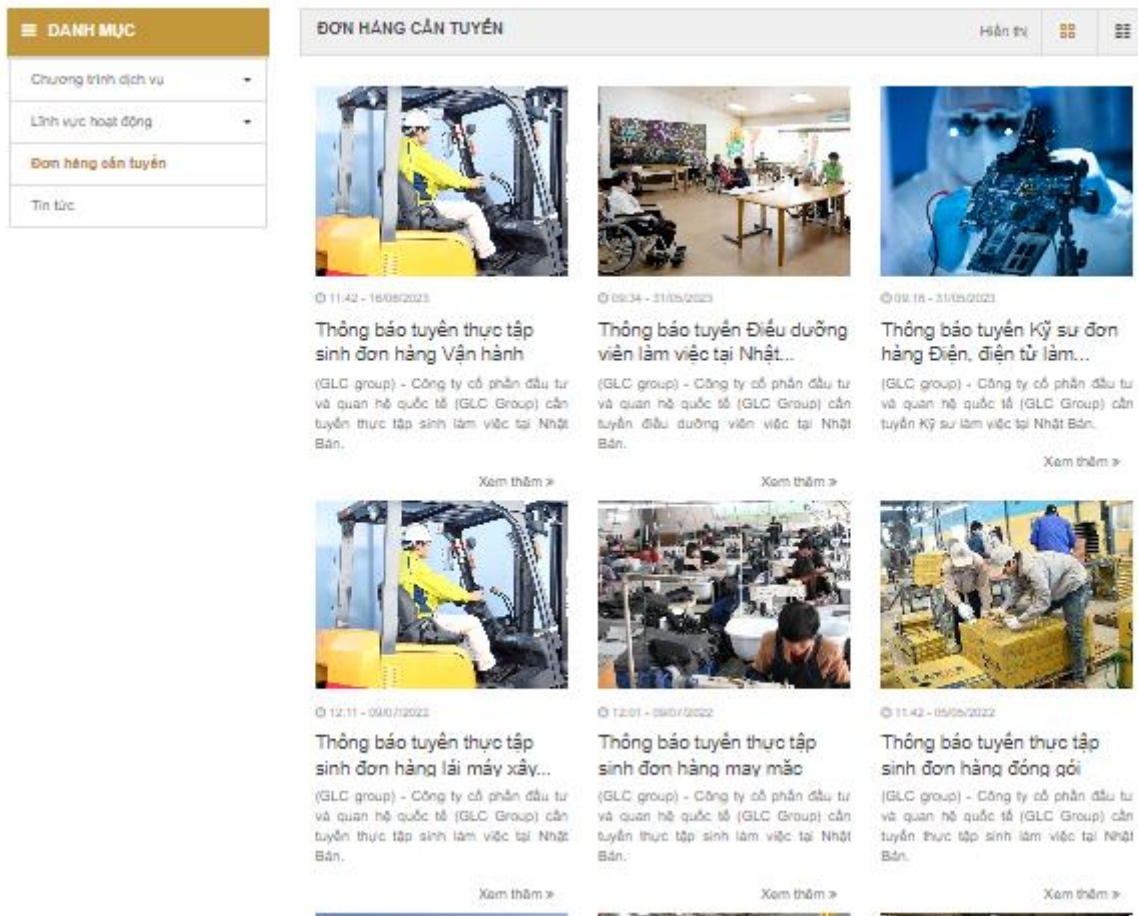 DANH MỤC
Chương trình dịch vụ
Lĩnh vực hoạt động
Đơn hàng cần tuyển
Tin tức
ĐƠN HÀNG CẦN TUYỂN
Hiển thị
11:42 - 16/08/2023
Thông báo tuyển thực tập
sinh đơn hàng Vận hành
(GLC group) - Công ty cổ phần đầu tư
và quan hệ quốc tế (GLC Group) cần
tuyển thực tập sinh làm việc tại Nhật
Bản.
Xem thêm »
09:34 - 31/05/2023
Thông báo tuyển Điều dưỡng
viên làm việc tại Nhật...
(GLC group) - Công ty cổ phần đầu tư
và quan hệ quốc tế (GLC Group) cần
tuyển điều dưỡng viên làm việc tại Nhật
Bản.
Xem thêm »
09:18 - 31/05/2023
Thông báo tuyển Kỹ sư đơn
hàng Điện, điện tử làm...
(GLC group) - Công ty cổ phần đầu tư
và quan hệ quốc tế (GLC Group) cần
tuyển Kỹ sư làm việc tại Nhật Bản.
Xem thêm »
12:11 - 09/07/2022
Thông báo tuyển thực tập
sinh đơn hàng lái máy xây...
(GLC group) - Công ty cổ phần đầu tư
và quan hệ quốc tế (GLC Group) cần
tuyển thực tập sinh làm việc tại Nhật
Bản.
Xem thêm »
12:01 - 09/07/2022
Thông báo tuyển thực tập
sinh đơn hàng may mặc
(GLC group) - Công ty cổ phần đầu tư
và quan hệ quốc tế (GLC Group) cần
tuyển thực tập sinh làm việc tại Nhật
Bản.
Xem thêm »
11:42 - 05/05/2022
Thông báo tuyển thực tập
sinh đơn hàng đóng gói
(GLC group) - Công ty cổ phần đầu tư
và quan hệ quốc tế (GLC Group) cần
tuyển thực tập sinh làm việc tại Nhật
Bản.
Xem thêm »